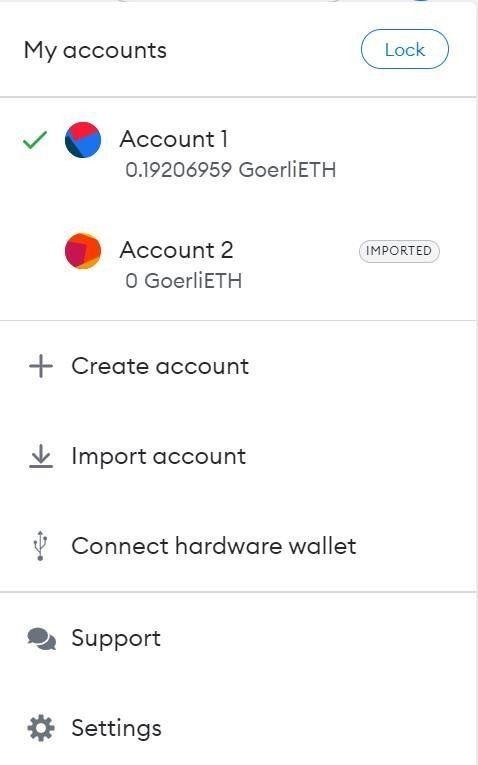 My accounts
Lock
Account 1
0.19206959 GoerliETH
Account 2
IMPORTED
0 GoerliETH
Create account
Import account
Connect hardware wallet
Support
Settings